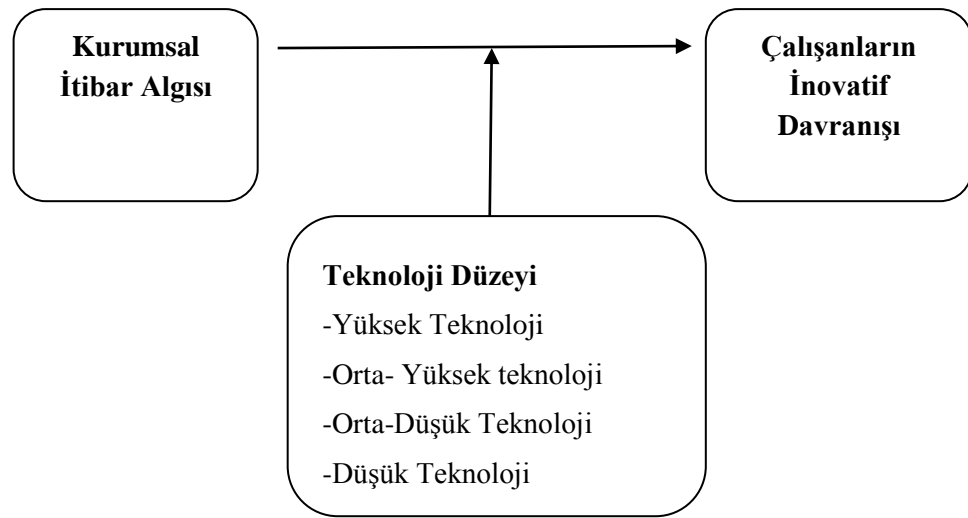 Kurumsal
İtibar Algısı
Çalışanların
İnovatif
Davranışı
Teknoloji Düzeyi
-Yüksek Teknoloji
-Orta- Yüksek teknoloji
-Orta-Düşük Teknoloji
-Düşük Teknoloji